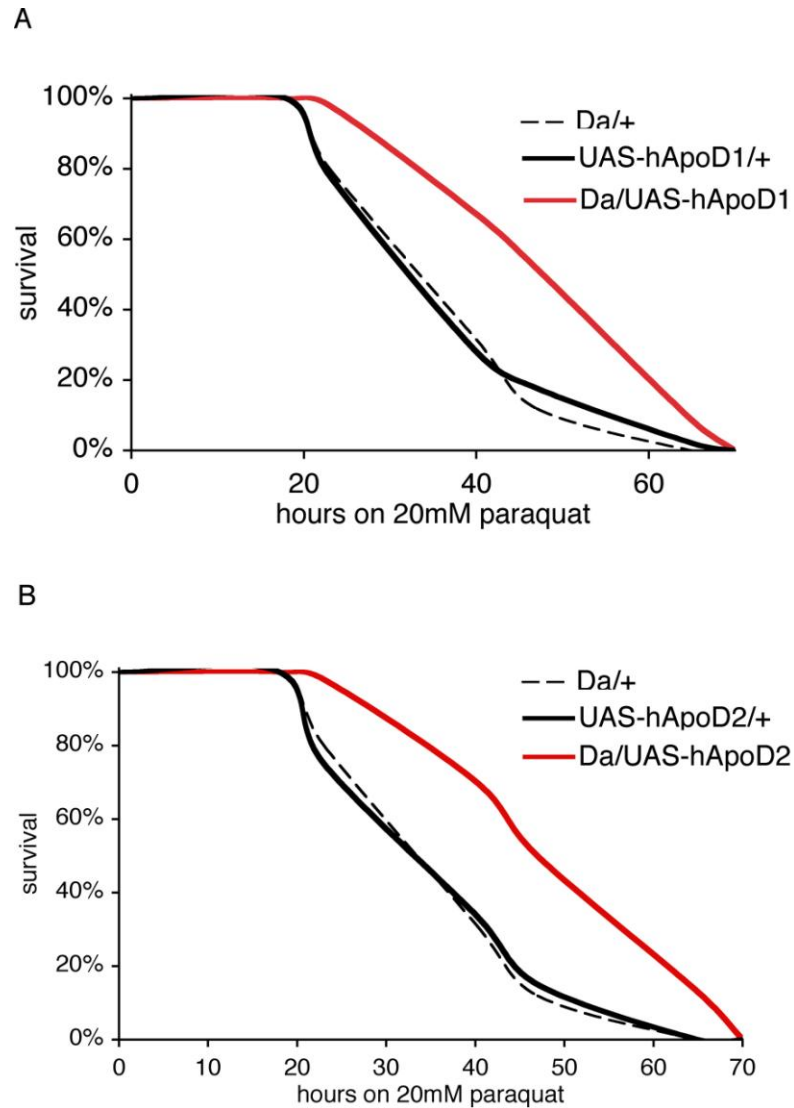 A
100%
80%
60%
40%
20%
0%
survival
0 20 40 60
hours on 20mM paraquat
Da/+
UAS-hApoD1/+
Da/UAS-hApoD1
B
100%
80%
60%
40%
20%
0%
survival
0 10 20 30 40 50 60 70
hours on 20mM paraquat
Da/+
UAS-hApoD2/+
Da/UAS-hApoD2